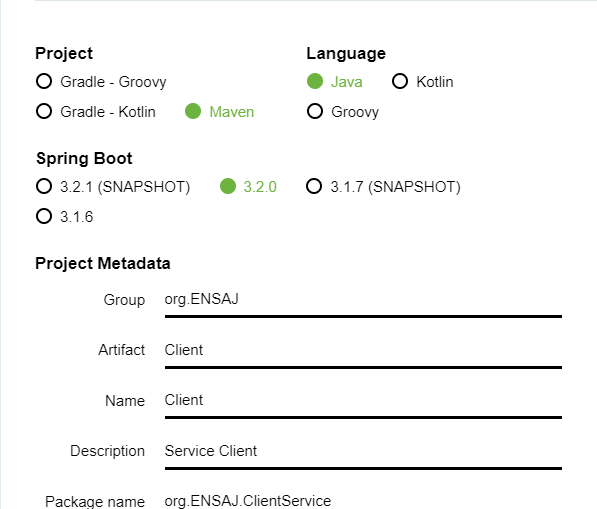 Project
Gradle - Groovy
Gradle - Kotlin Maven
Language
Java Kotlin
Groovy
Spring Boot
3.2.1 (SNAPSHOT) 3.2.0 3.1.7 (SNAPSHOT)
3.1.6
Project Metadata
Group org.ENSAJ
Artifact Client
Name Client
Description Service Client
Package name org.ENSAJ.ClientService